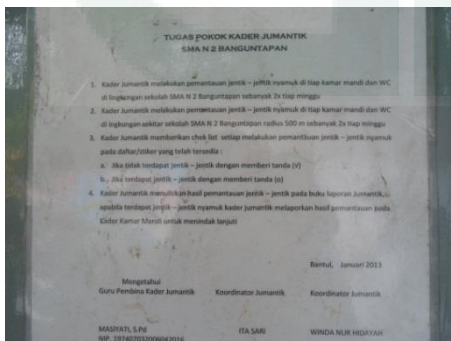 TUGAS POKOK KADER JUMANTIK
SMA N 2 BANGUNTAPAN
1. Kader Jumantik melakukan pemantauan jentik – jentik nyamuk di tiap kamar mandi dan WC
di lingkungan sekolah SMA N 2 Banguntapan sebanyak 2x tiap minggu
2. Kader Jumantik melakukan pemantauan jentik – jentik nyamuk di tiap kamar mandi dan WC
di lingkungan sekitar sekolah SMA N 2 Banguntapan radius 500 m sebanyak 2x tiap minggu
3. Kader Jumantik memberikan chek list setiap melakukan pemantauan jentik – jentik nyamuk
pada daftar/stiker yang telah tersedia :
a. Jika tidak terdapat jentik – jentik dengan memberi tanda (v)
b. Jika terdapat jentik – jentik dengan memberi tanda (o)
4. Kader Jumantik menuliskan hasil pemantauan jentik – jentik pada buku laporan Jumantik,
apabila terdapat jentik – jentik nyamuk kader jumantik melaporkan hasil pemantauan pada
Kader Kamar Mandi untuk menindak lanjuti
Bantul, Januari 2013
Mengetahui
Guru Pembina Kader Jumantik
Koordinator Jumantik
Koordinator Jumantik
MASIYATI, S.Pd
ITA SARI
WINDA NUR HIDAYAH
NIP.